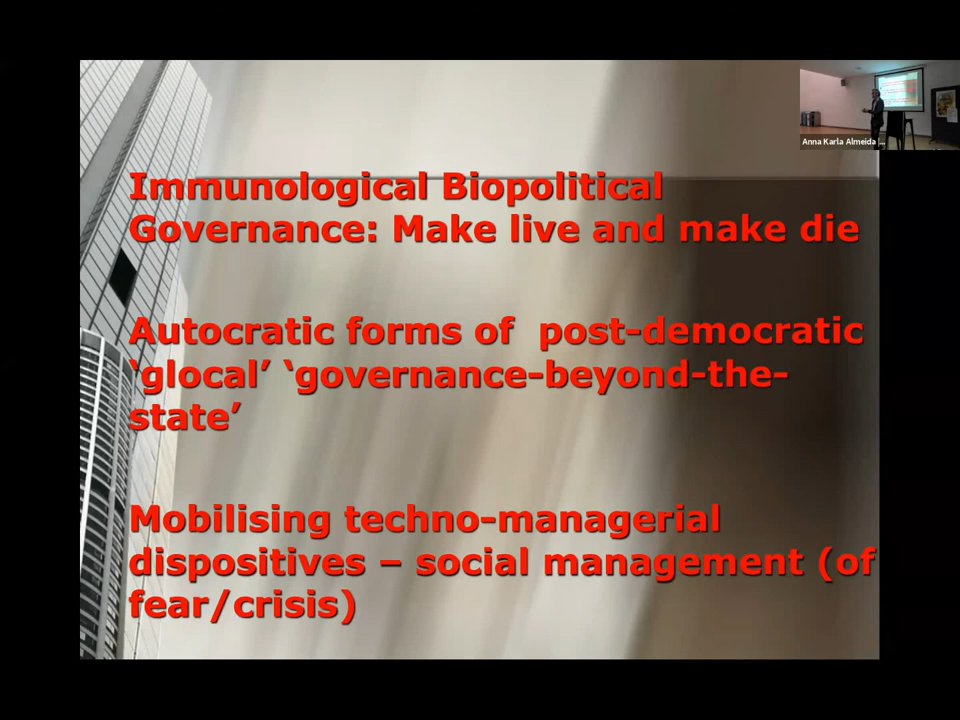 Anna Karla Almeida ...
Immunological Biopolitical
Governance: Make live and make die
Autocratic forms of post-democratic
‘glocal’ ‘governance-beyond-the-
state’
Mobilising techno-managerial
dispositives – social management (of
fear/crisis)